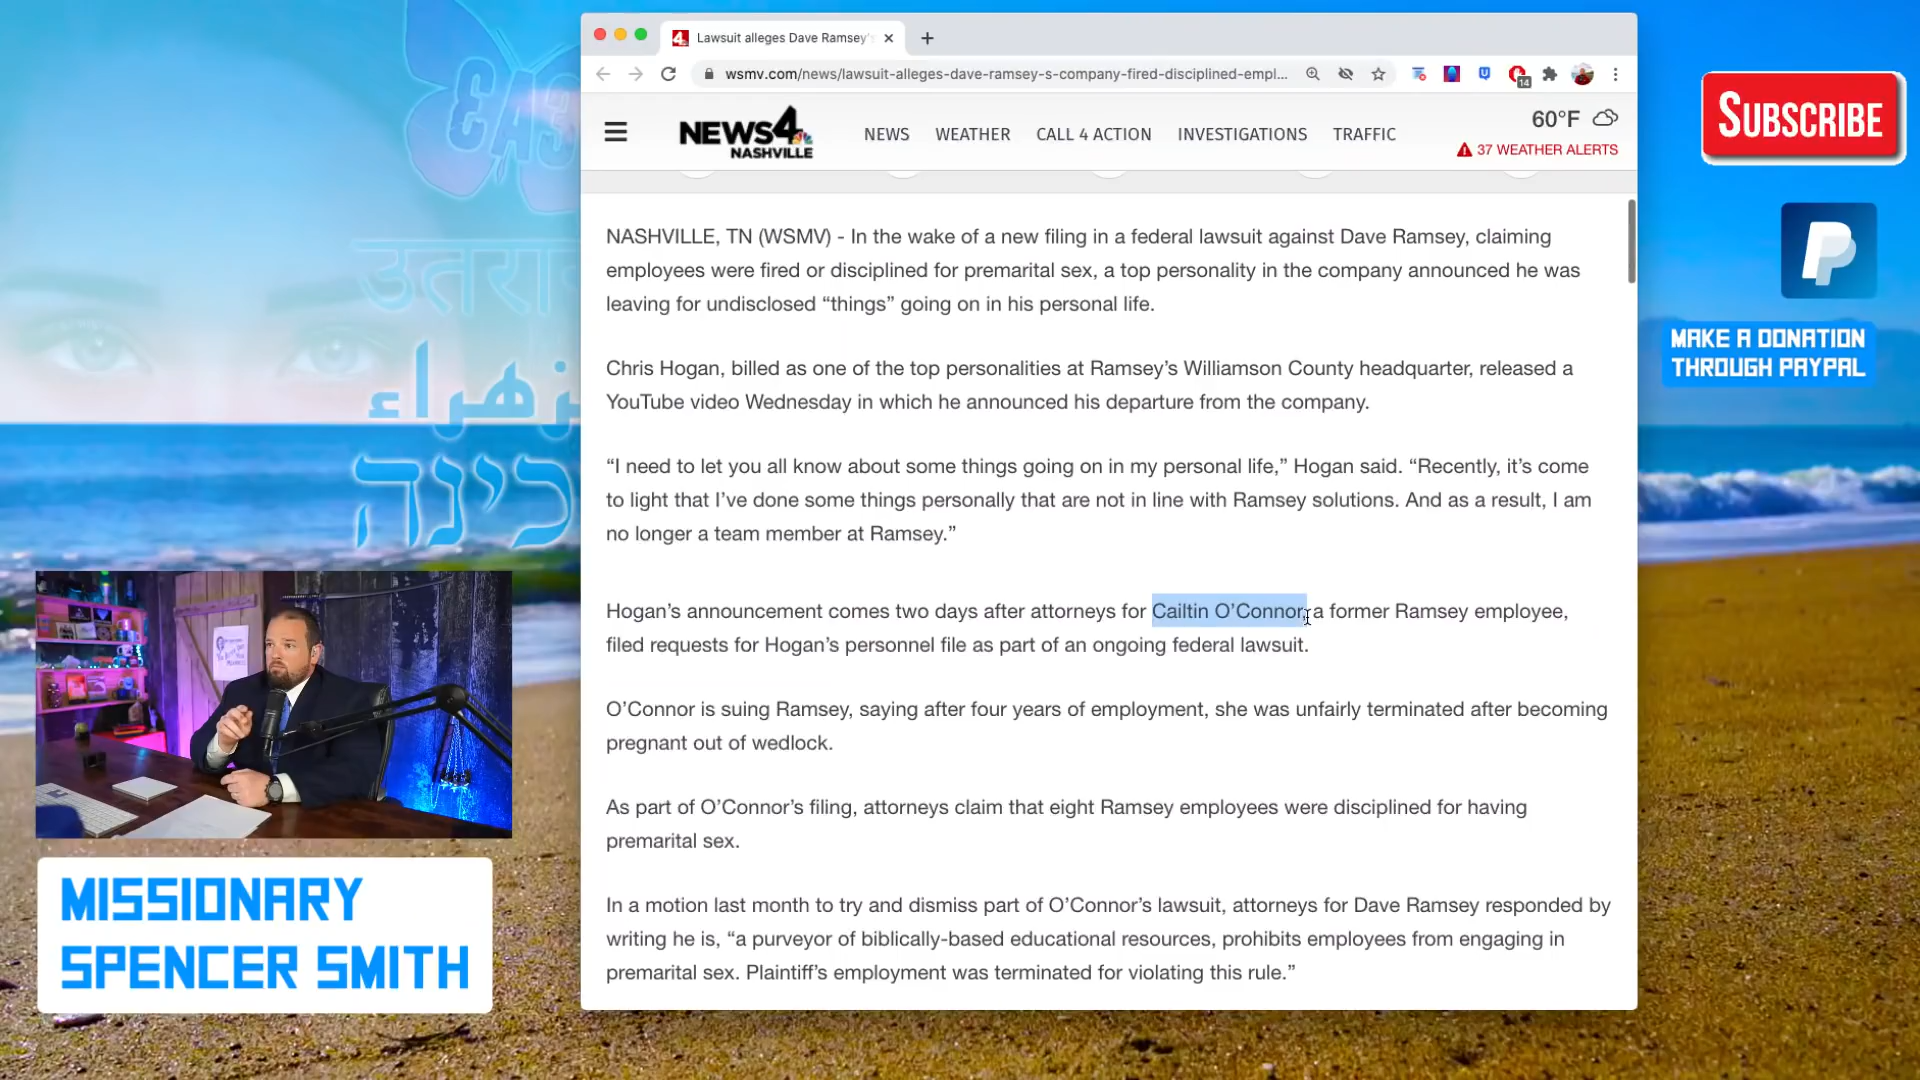 Lawsuit alleges Dave Ramsey's
wsmv.com/news/lawsuit-alleges-dave-ramsey-s-company-fired-disciplined-empl...
14
NEWS4
NASHVILLE
NEWS
WEATHER
CALL 4 ACTION
INVESTIGATIONS
TRAFFIC
60°F
37 WEATHER ALERTS
NASHVILLE, TN (WSMV) - In the wake of a new filing in a federal lawsuit against Dave Ramsey, claiming
employees were fired or disciplined for premarital sex, a top personality in the company announced he was
leaving for undisclosed “things” going on in his personal life.
Chris Hogan, billed as one of the top personalities at Ramsey’s Williamson County headquarter, released a
YouTube video Wednesday in which he announced his departure from the company.
“I need to let you all know about some things going on in my personal life,” Hogan said. “Recently, it’s come
to light that I’ve done some things personally that are not in line with Ramsey solutions. And as a result, I am
no longer a team member at Ramsey.”
Hogan’s announcement comes two days after attorneys for Cailtin O’Connor, a former Ramsey employee,
filed requests for Hogan’s personnel file as part of an ongoing federal lawsuit.
O’Connor is suing Ramsey, saying after four years of employment, she was unfairly terminated after becoming
pregnant out of wedlock.
As part of O’Connor’s filing, attorneys claim that eight Ramsey employees were disciplined for having
premarital sex.
In a motion last month to try and dismiss part of O’Connor’s lawsuit, attorneys for Dave Ramsey responded by
writing he is, “a purveyor of biblically-based educational resources, prohibits employees from engaging in
premarital sex. Plaintiff’s employment was terminated for violating this rule.”
SUBSCRIBE
MAKE A DONATION
THROUGH PAYPAL
MISSIONARY
SPENCER SMITH